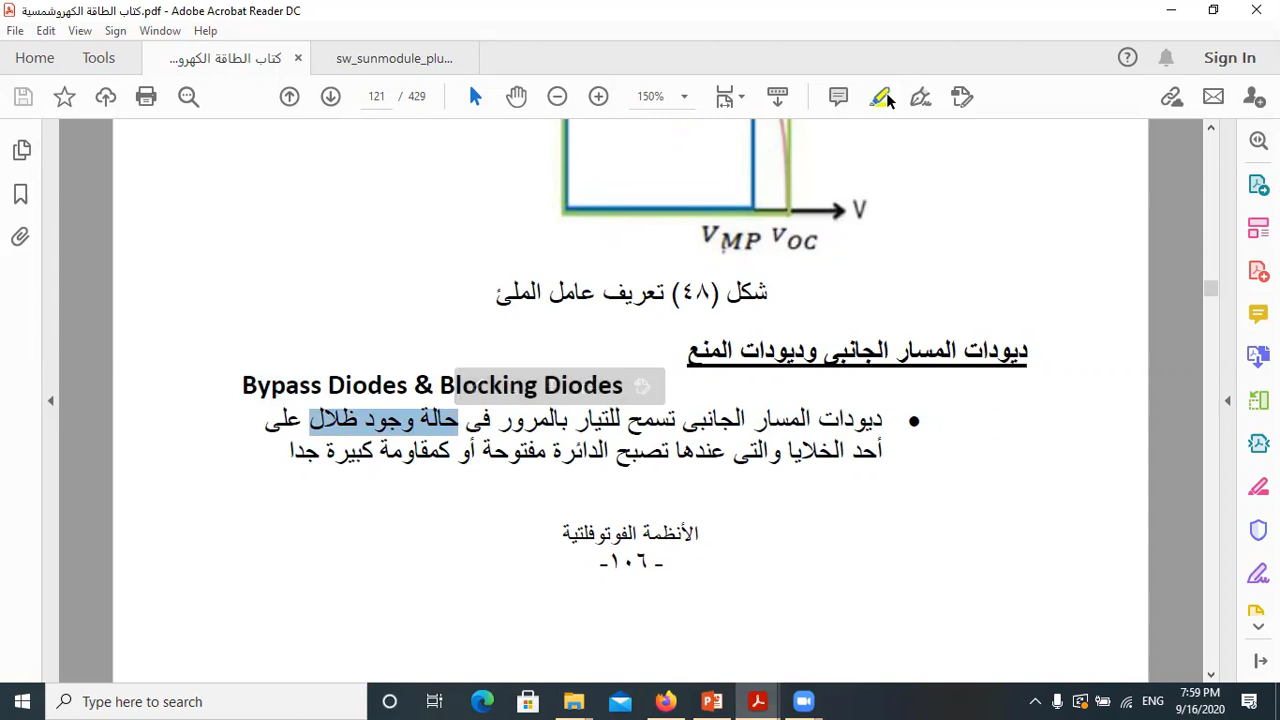 كتاب الطاقة الكهروشمسية.pdf - Adobe Acrobat Reader DC
File Edit View Sign Window Help
Home Tools كتاب الطاقة الكهرو... × sw_sunmodule_plu... Sign In
121 / 429 150%
V
VMP VOC
شكل (٤٨) تعريف عامل الملئ
ديودات المسار الجانبى وديودات المنع
Bypass Diodes & Blocking Diodes
• ديودات المسار الجانبى تسمح للتيار بالمرور فى حالة وجود ظلال على
أحد الخلايا والتى عندها تصبح الدائرة مفتوحة أو كمقاومة كبيرة جدا
الأنظمة الفوتوفلتية
-١٠٦-
Type here to search
ENG
7:59 PM
9/16/2020